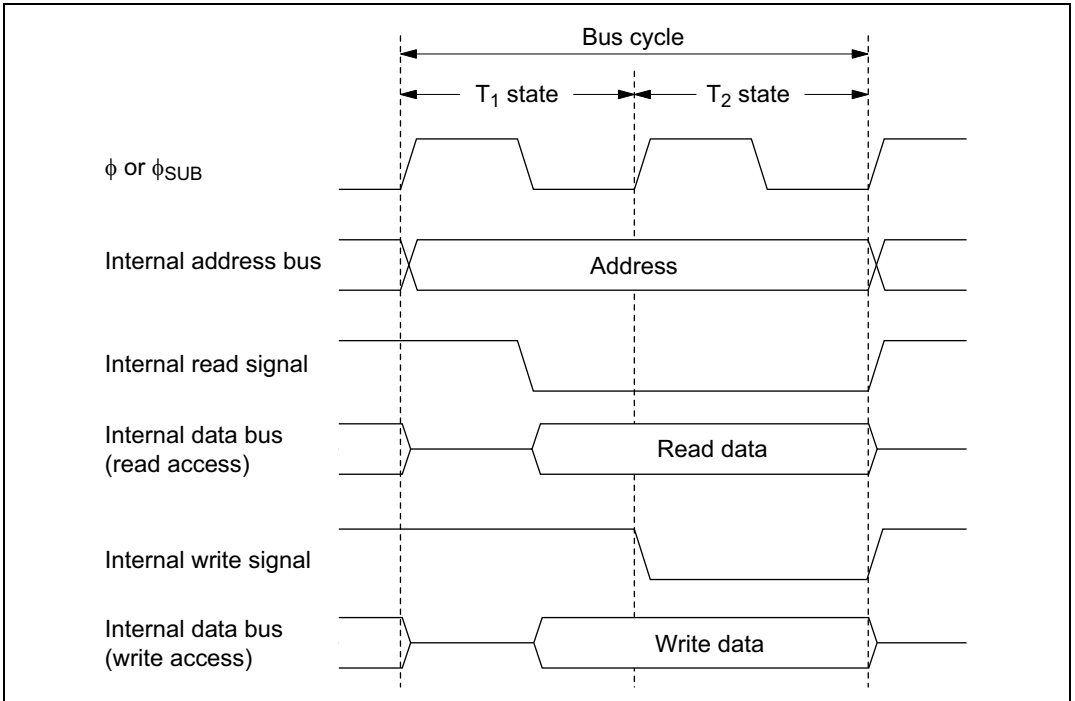 Bus cycle
T₁ state
T₂ state
ϕ or ϕSUB
Internal address bus
Address
Internal read signal
Internal data bus
(read access)
Read data
Internal write signal
Internal data bus
(write access)
Write data